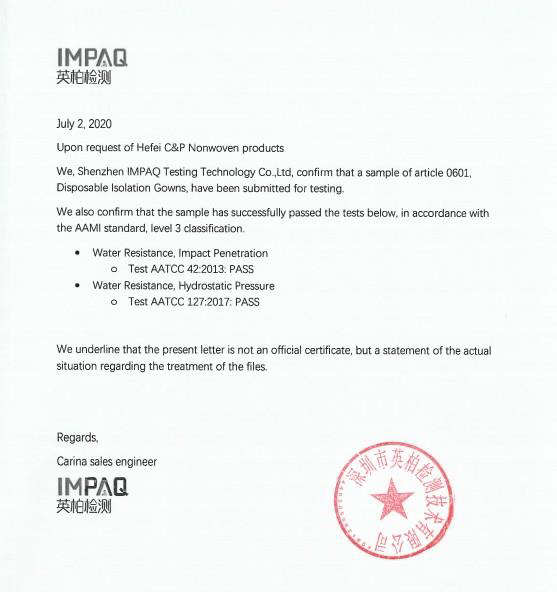 IMPAQ
英柏检测
July 2, 2020
Upon request of Hefei C&P Nonwoven products
We, Shenzhen IMPAQ Testing Technology Co.,Ltd, confirm that a sample of article 0601,
Disposable Isolation Gowns, have been submitted for testing.
We also confirm that the sample has successfully passed the tests below, in accordance with
the AAMI standard, level 3 classification.
• Water Resistance, Impact Penetration
o Test AATCC 42:2013: PASS
• Water Resistance, Hydrostatic Pressure
o Test AATCC 127:2017: PASS
We underline that the present letter is not an official certificate, but a statement of the actual
situation regarding the treatment of the files.
Regards,
Carina sales engineer
IMPAQ
英柏检测
深圳市英柏检测技术有限公司